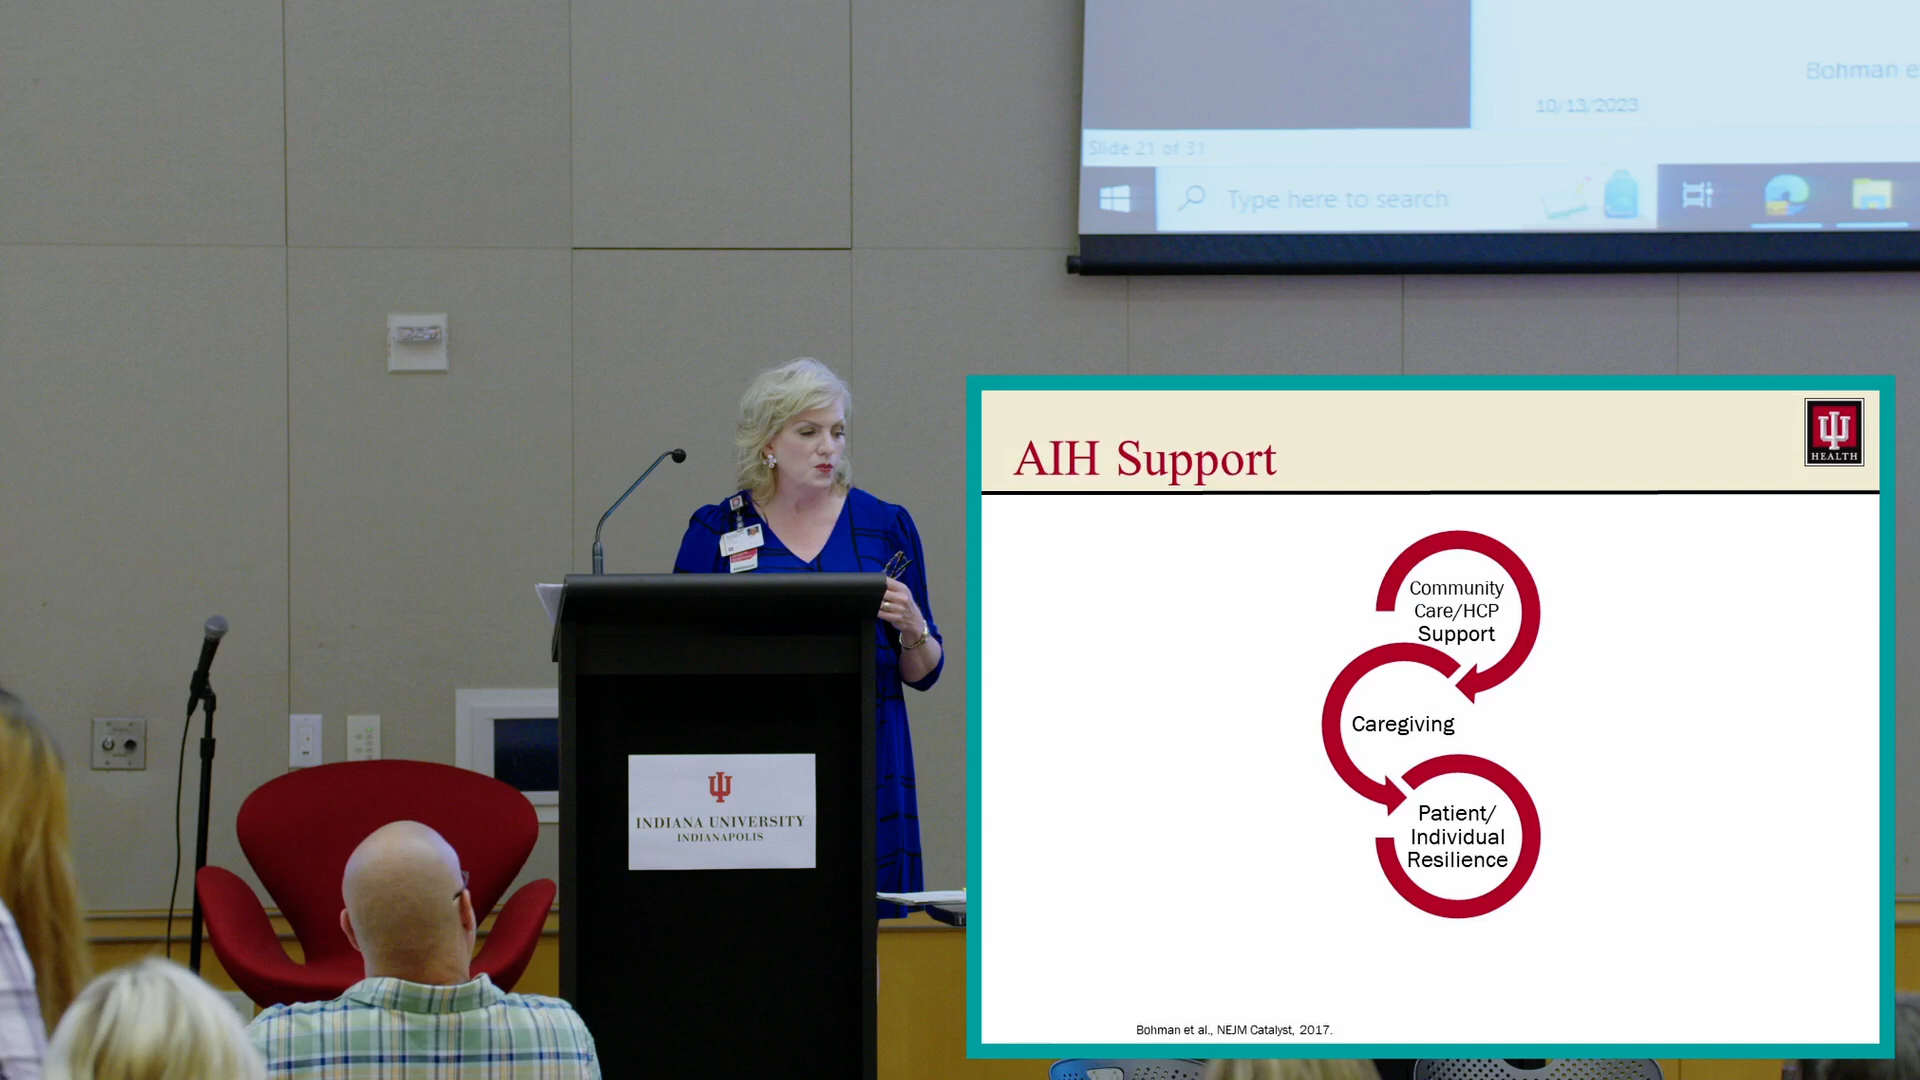 Bohman e
10/13/2023
Slide 21 of 31
Type here to search
AIH Support
HEALTH
Community
Care/HCP
Support
Caregiving
Patient/
Individual
Resilience
Bohman et al., NEJM Catalyst, 2017.
INDIANA UNIVERSITY
INDIANAPOLIS